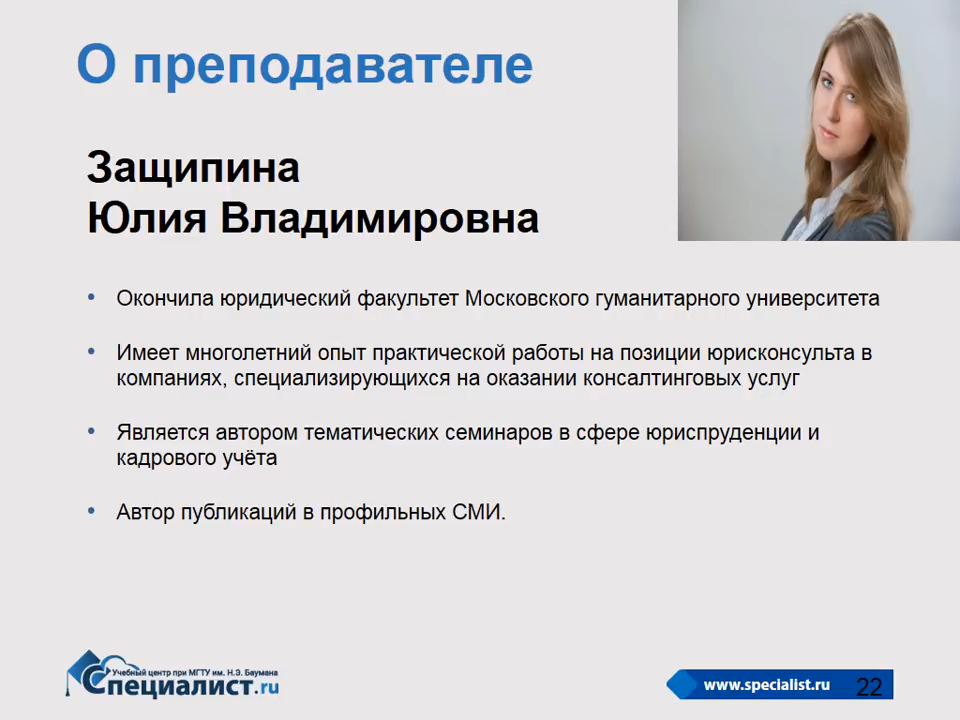 О преподавателе
Защипина
Юлия Владимировна
• Окончила юридический факультет Московского гуманитарного университета
• Имеет многолетний опыт практической работы на позиции юрисконсульта в
компаниях, специализирующихся на оказании консалтинговых услуг
• Является автором тематических семинаров в сфере юриспруденции и
кадрового учёта
• Автор публикаций в профильных СМИ.
Учебный центр при МГТУ им. Н.Э. Баумана
Специалист.ru
www.specialist.ru
22